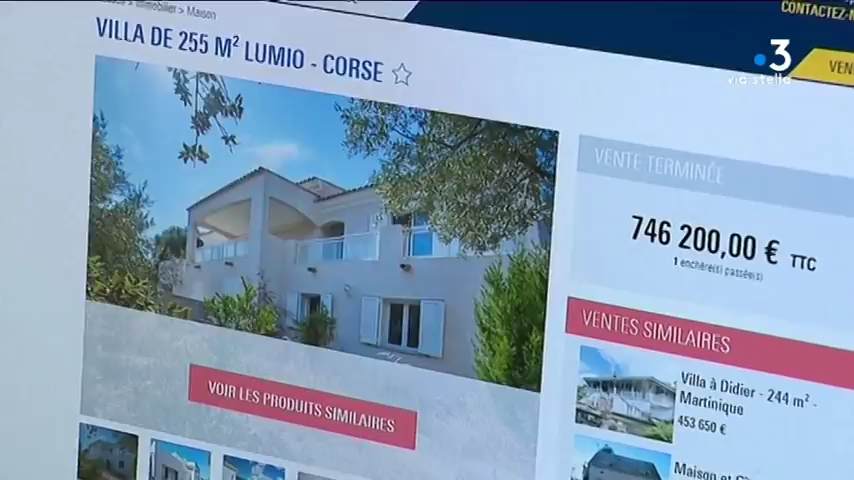 Immobilier > Maison
CONTACTEZ-N
VILLA DE 255 M² LUMIO - CORSE
3
via stella
VEN
VENTE TERMINÉE
746 200,00 € TTC
1 enchère(s) passée(s)
VENTES SIMILAIRES
Villa à Didier - 244 m² -
Martinique
453 650 €
VOIR LES PRODUITS SIMILAIRES
Maison et